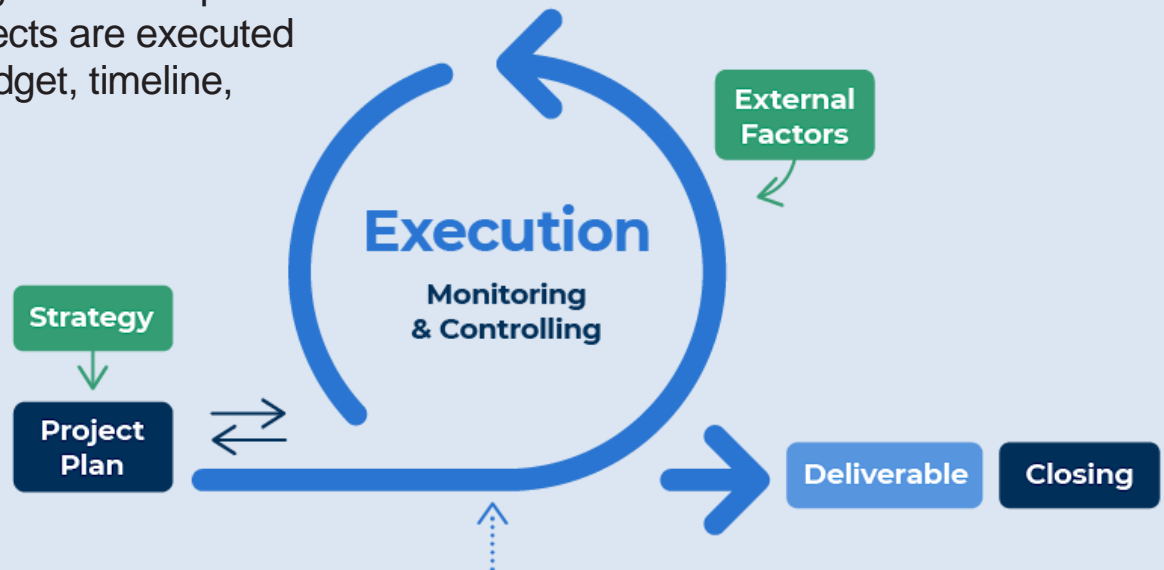 ects are executed
dget, timeline,
External
Factors
Execution
Monitoring
& Controlling
Strategy
Project
Plan
Deliverable
Closing